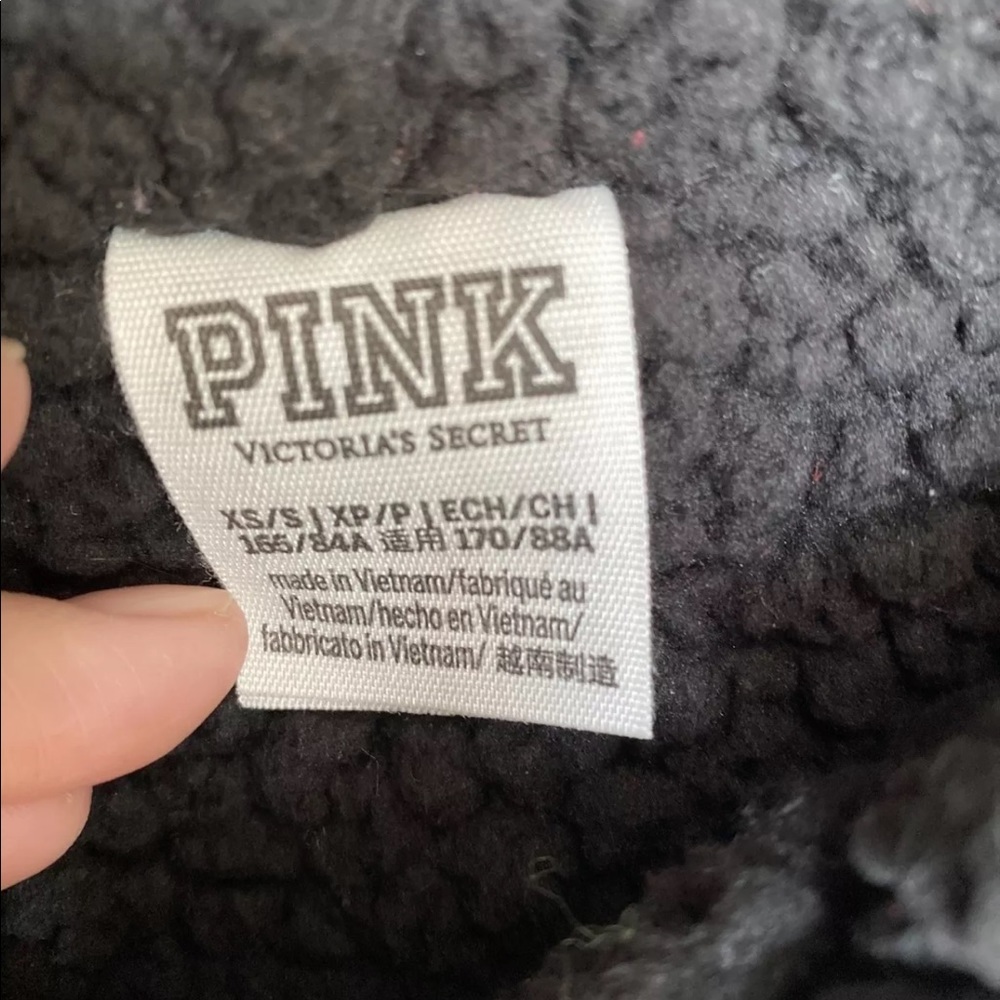 PINK
VICTORIA'S SECRET
XS/S | XP/P | ECH/CH |
165/84A 适用 170/88A
made in Vietnam/fabriqué au
Vietnam/hecho en Vietnam/
fabbricato in Vietnam/ 越南制造